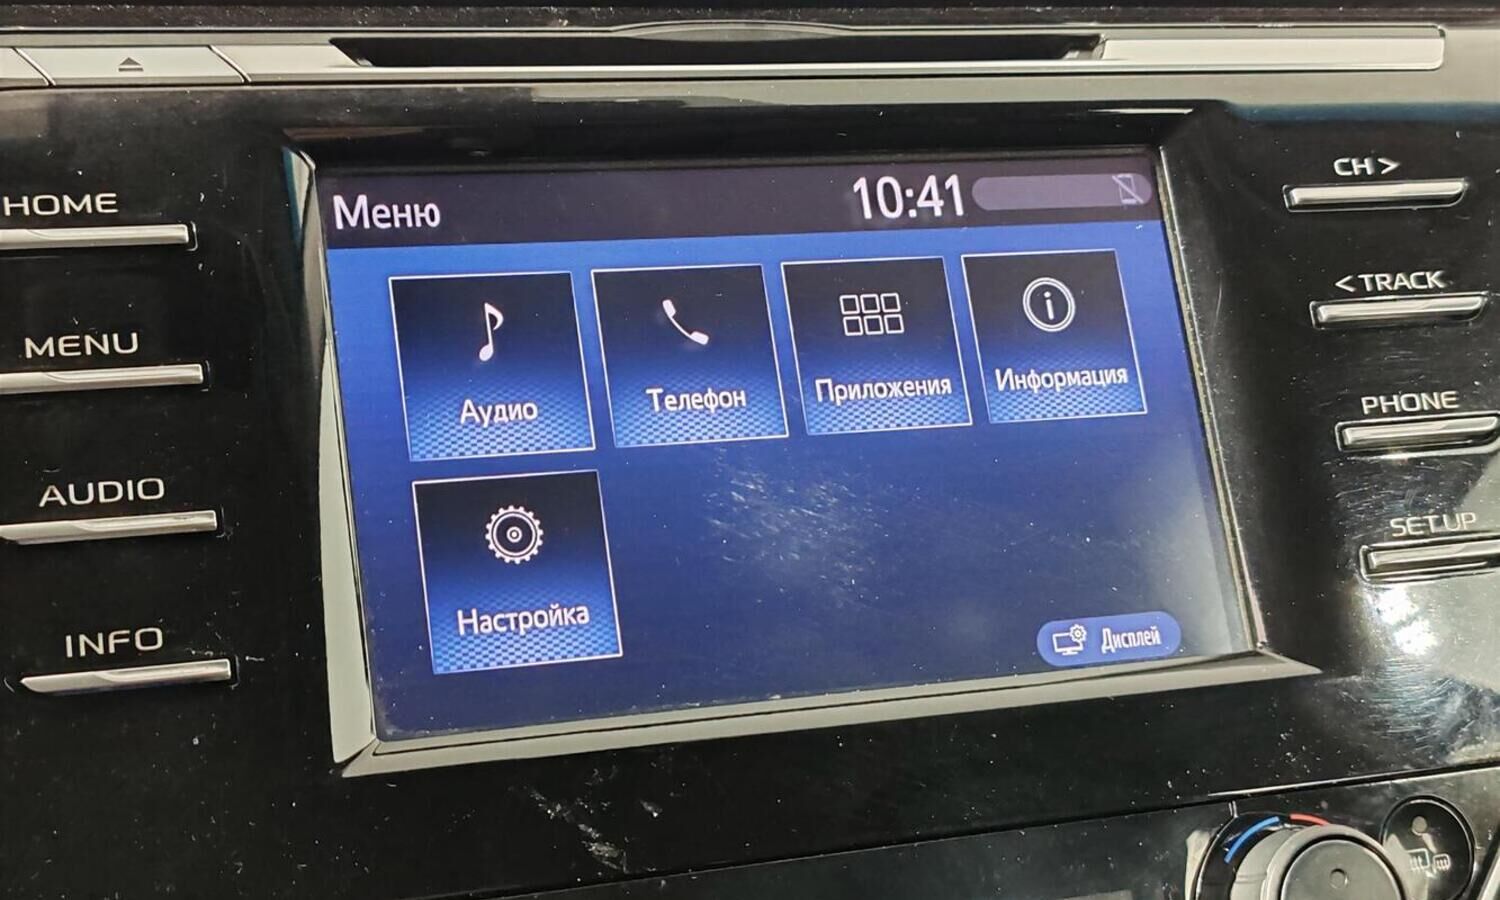 HOME
MENU
AUDIO
INFO
Меню
10:41
Аудио
Телефон
Приложения
Информация
Настройка
Дисплей
CH >
< TRACK
PHONE
SETUP